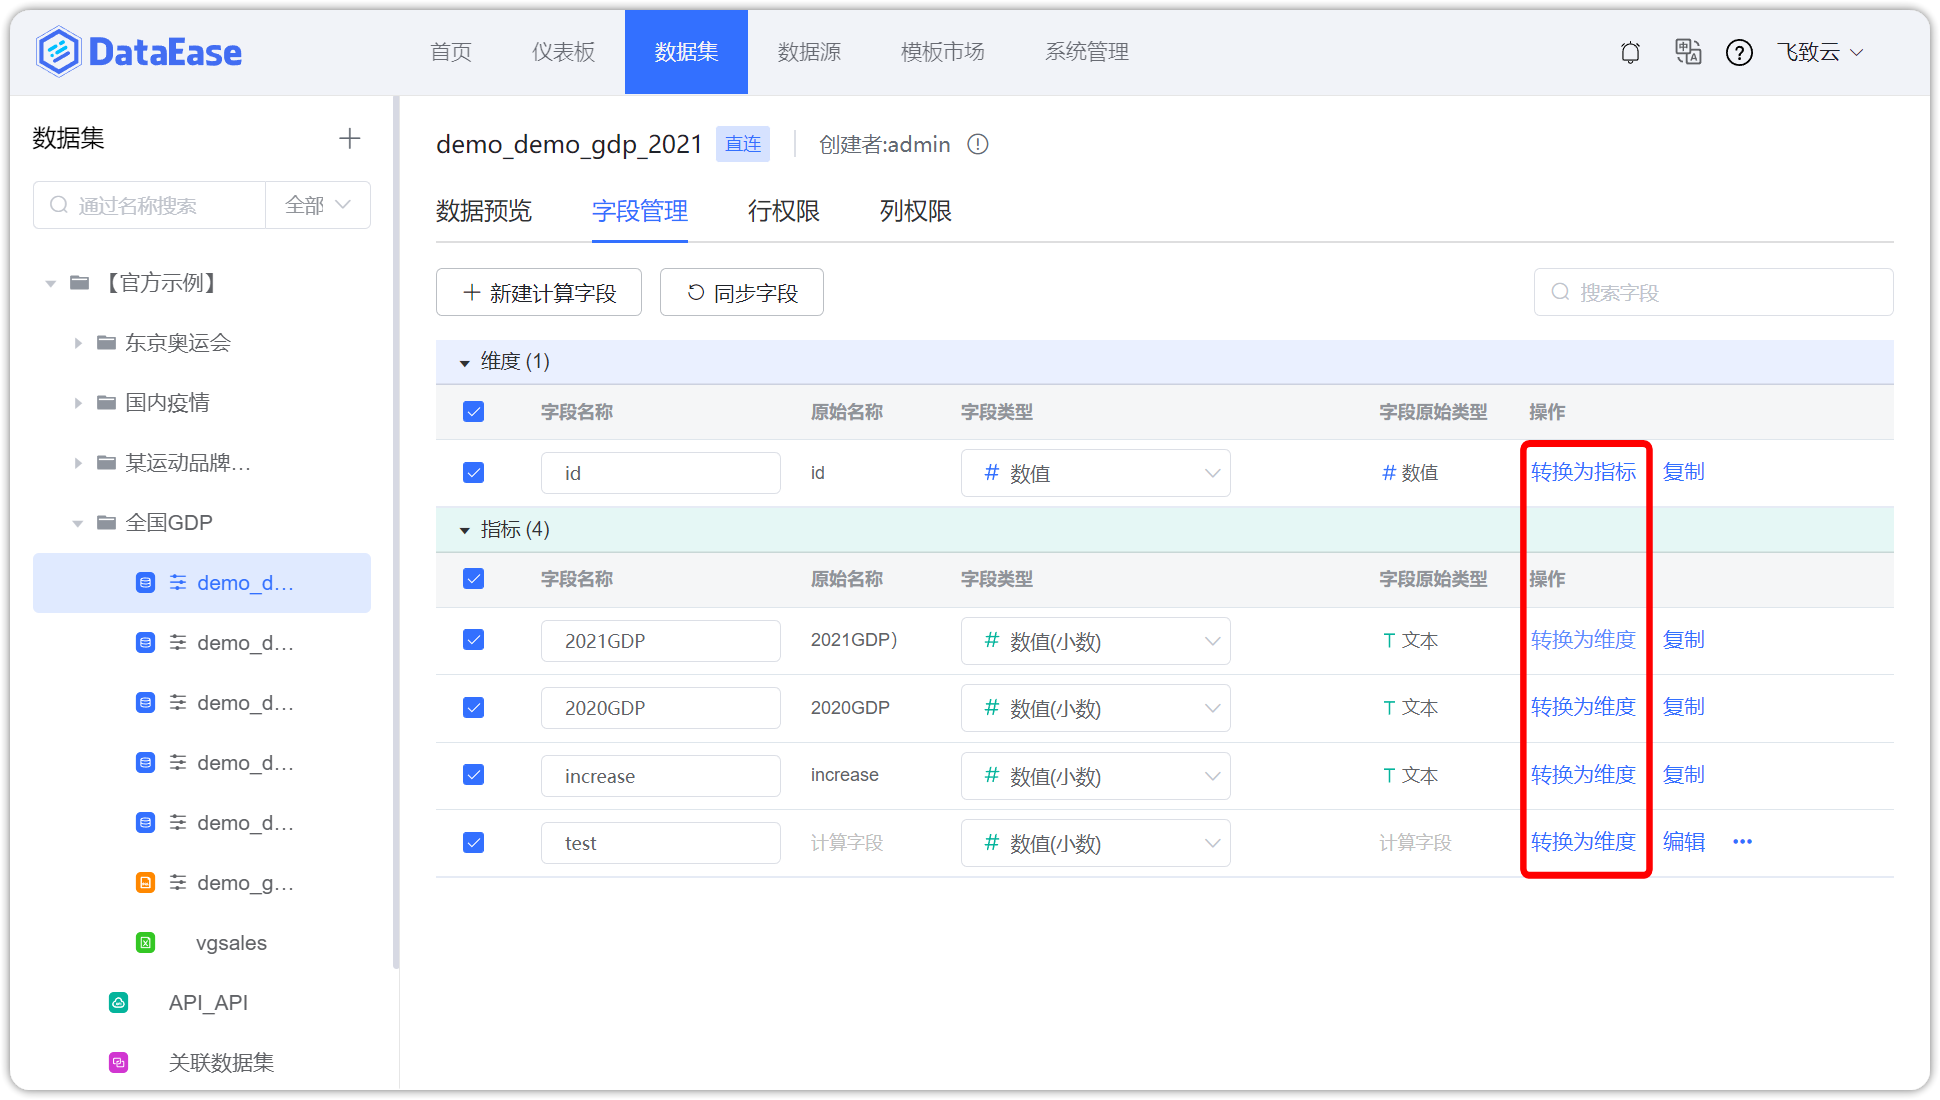 DataEase 首页 仪表板 数据集 数据源 模板市场 系统管理 飞致云
数据集
通过名称搜索 全部
【官方示例】
东京奥运会
国内疫情
某运动品牌...
全国GDP
demo_d...
demo_d...
demo_d...
demo_d...
demo_d...
demo_g...
vgsales
API_API
关联数据集
demo_demo_gdp_2021 直连 创建者:admin
数据预览 字段管理 行权限 列权限
新建计算字段 同步字段 搜索字段
维度 (1)
字段名称 原始名称 字段类型 字段原始类型 操作
id id # 数值 # 数值 转换为指标 复制
指标 (4)
字段名称 原始名称 字段类型 字段原始类型 操作
2021GDP 2021GDP) # 数值(小数) T 文本 转换为维度 复制
2020GDP 2020GDP # 数值(小数) T 文本 转换为维度 复制
increase increase # 数值(小数) T 文本 转换为维度 复制
test 计算字段 # 数值(小数) 计算字段 转换为维度 编辑 ...